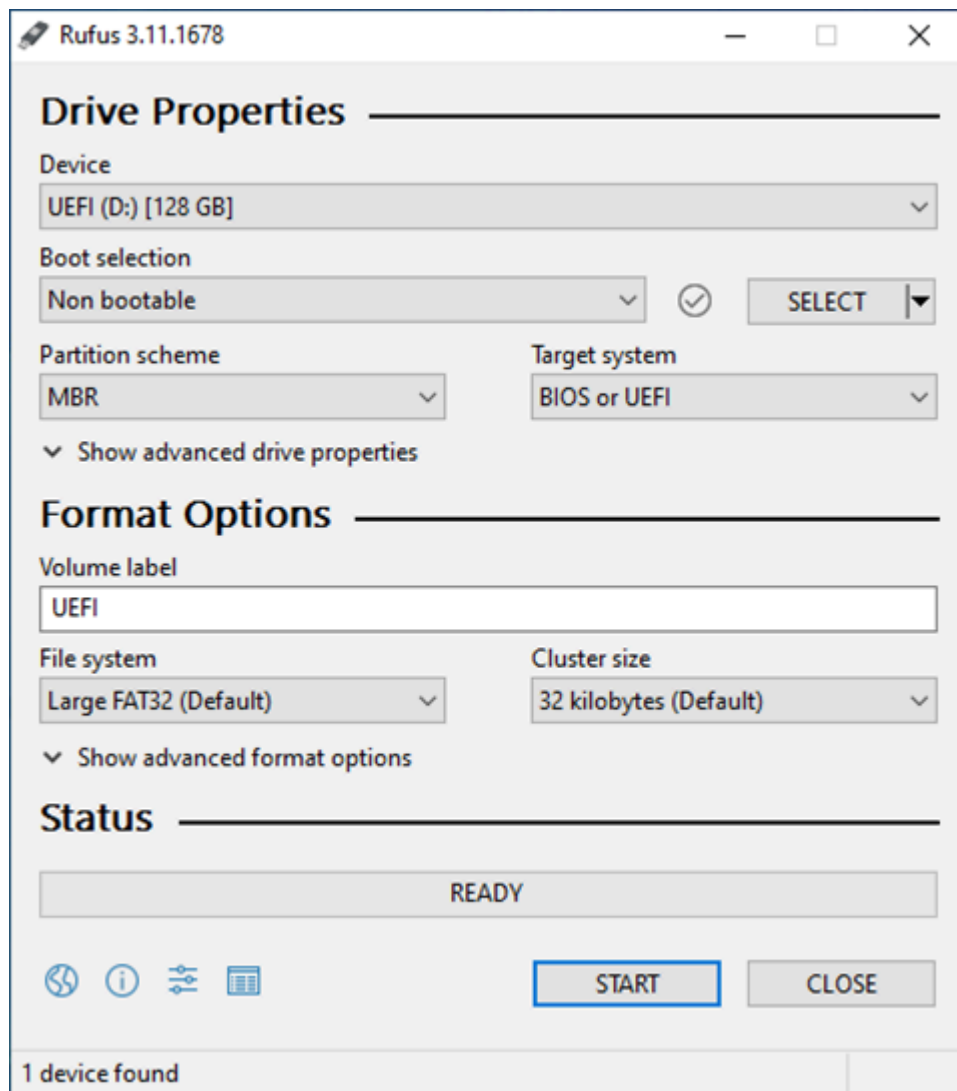 Rufus 3.11.1678
Drive Properties
Device
UEFI (D:) [128 GB]
Boot selection
Non bootable
SELECT
Partition scheme
Target system
MBR
BIOS or UEFI
Show advanced drive properties
Format Options
Volume label
UEFI
File system
Cluster size
Large FAT32 (Default)
32 kilobytes (Default)
Show advanced format options
Status
READY
START
CLOSE
1 device found